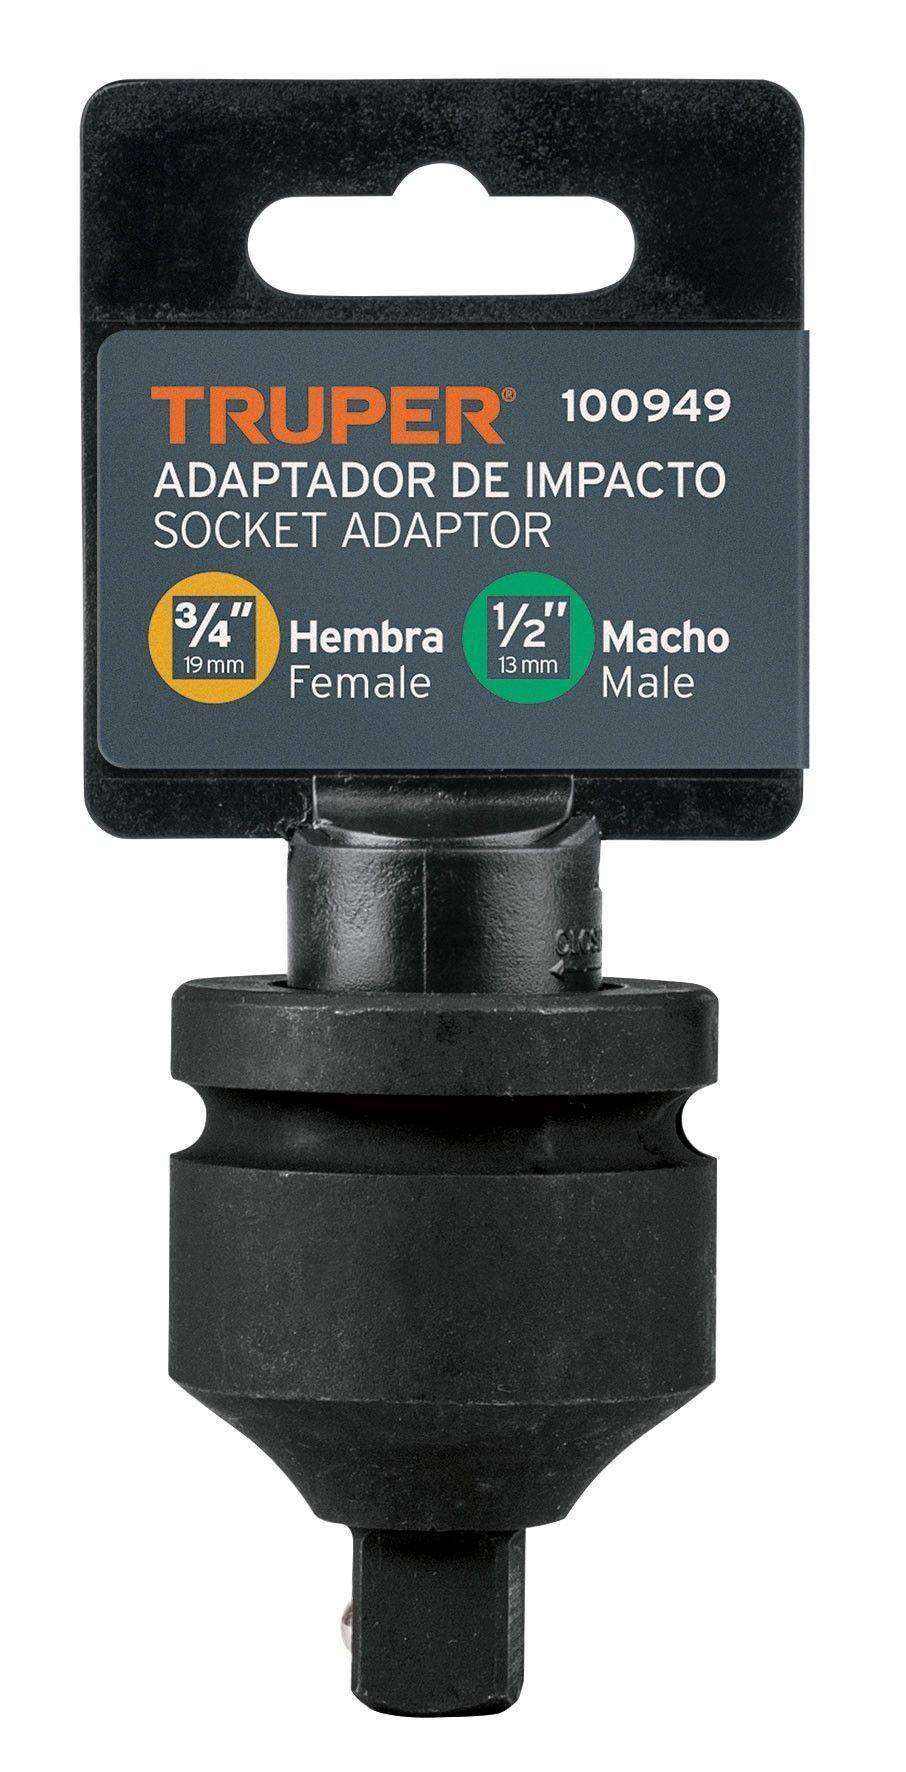 TRUPER® 100949
ADAPTADOR DE IMPACTO
SOCKET ADAPTOR
3/4" 19 mm Hembra Female
1/2" 13 mm Macho Male